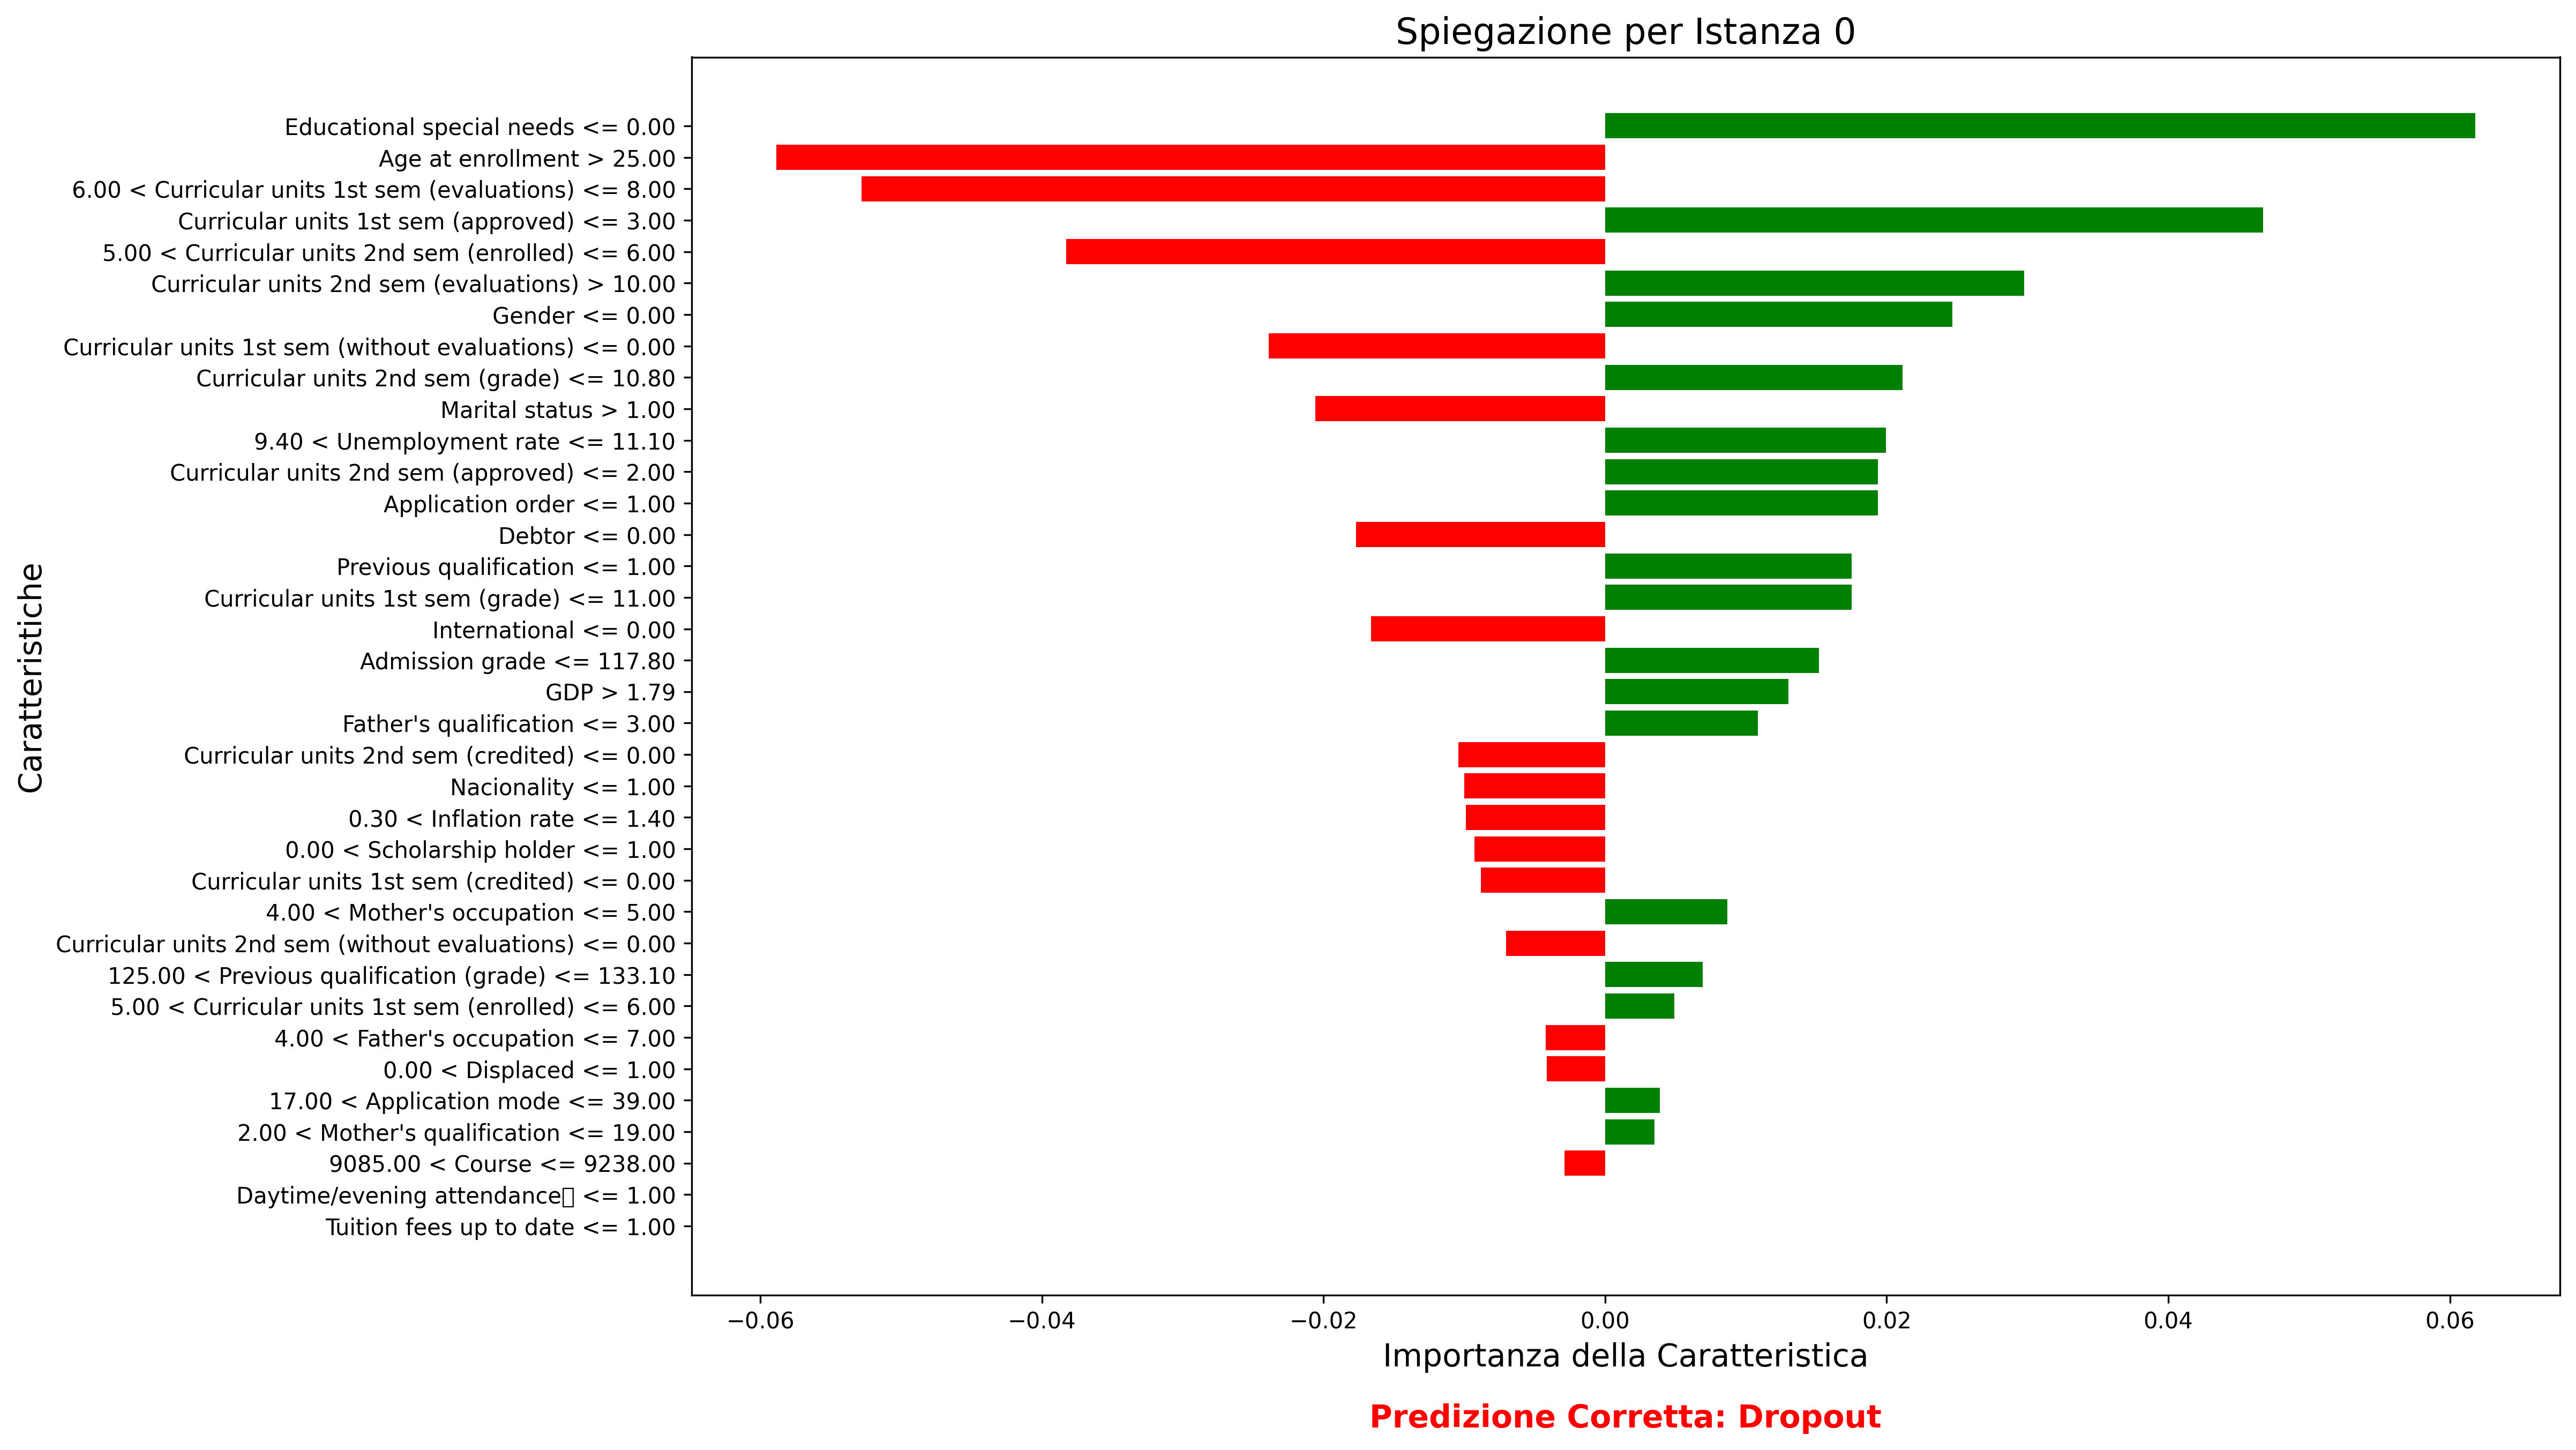 Spiegazione per Istanza 0
Caratteristiche
Educational special needs <= 0.00
Age at enrollment > 25.00
6.00 < Curricular units 1st sem (evaluations) <= 8.00
Curricular units 1st sem (approved) <= 3.00
5.00 < Curricular units 2nd sem (enrolled) <= 6.00
Curricular units 2nd sem (evaluations) > 10.00
Gender <= 0.00
Curricular units 1st sem (without evaluations) <= 0.00
Curricular units 2nd sem (grade) <= 10.80
Marital status > 1.00
9.40 < Unemployment rate <= 11.10
Curricular units 2nd sem (approved) <= 2.00
Application order <= 1.00
Debtor <= 0.00
Previous qualification <= 1.00
Curricular units 1st sem (grade) <= 11.00
International <= 0.00
Admission grade <= 117.80
GDP > 1.79
Father's qualification <= 3.00
Curricular units 2nd sem (credited) <= 0.00
Nacionality <= 1.00
0.30 < Inflation rate <= 1.40
0.00 < Scholarship holder <= 1.00
Curricular units 1st sem (credited) <= 0.00
4.00 < Mother's occupation <= 5.00
Curricular units 2nd sem (without evaluations) <= 0.00
125.00 < Previous qualification (grade) <= 133.10
5.00 < Curricular units 1st sem (enrolled) <= 6.00
4.00 < Father's occupation <= 7.00
0.00 < Displaced <= 1.00
17.00 < Application mode <= 39.00
2.00 < Mother's qualification <= 19.00
9085.00 < Course <= 9238.00
Daytime/evening attendance▯ <= 1.00
Tuition fees up to date <= 1.00
−0.06 −0.04 −0.02 0.00 0.02 0.04 0.06
Importanza della Caratteristica
Predizione Corretta: Dropout